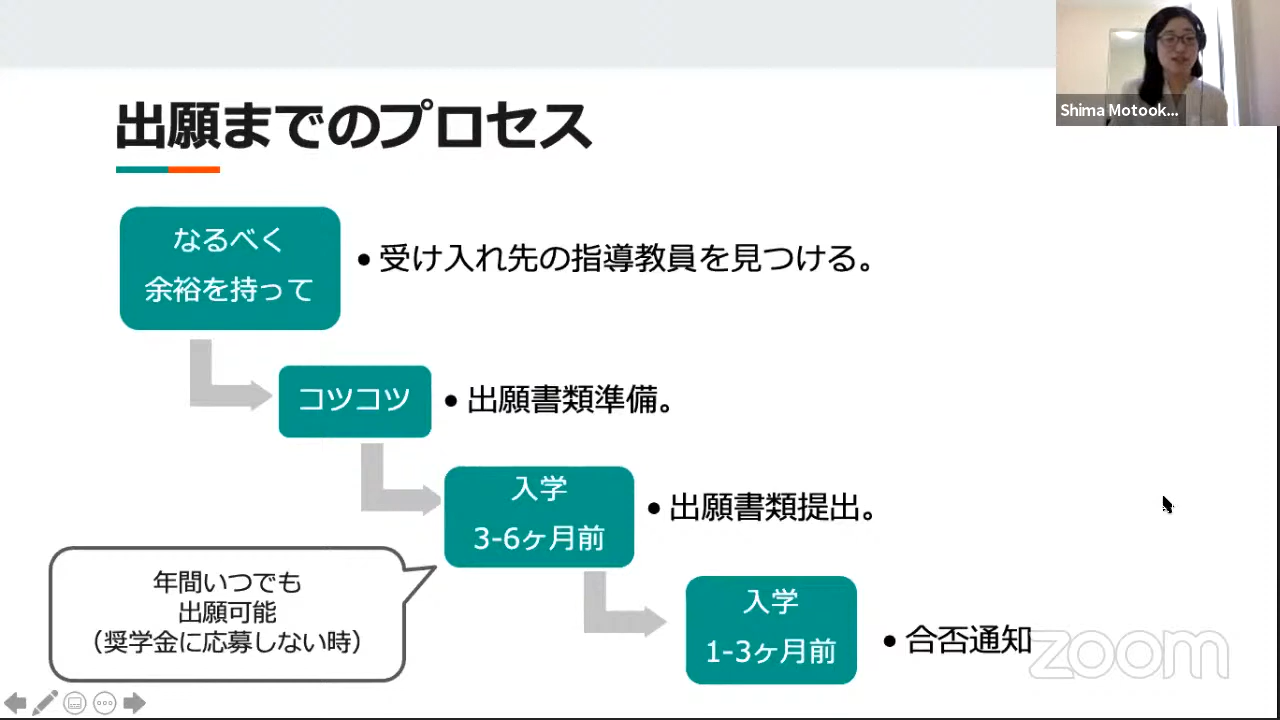 Shima Motook...
出願までのプロセス
なるべく
余裕を持って
• 受け入れ先の指導教員を見つける。
コツコツ
• 出願書類準備。
入学
3-6ヶ月前
• 出願書類提出。
年間いつでも
出願可能
（奨学金に応募しない時）
入学
1-3ヶ月前
• 合否通知
zoom